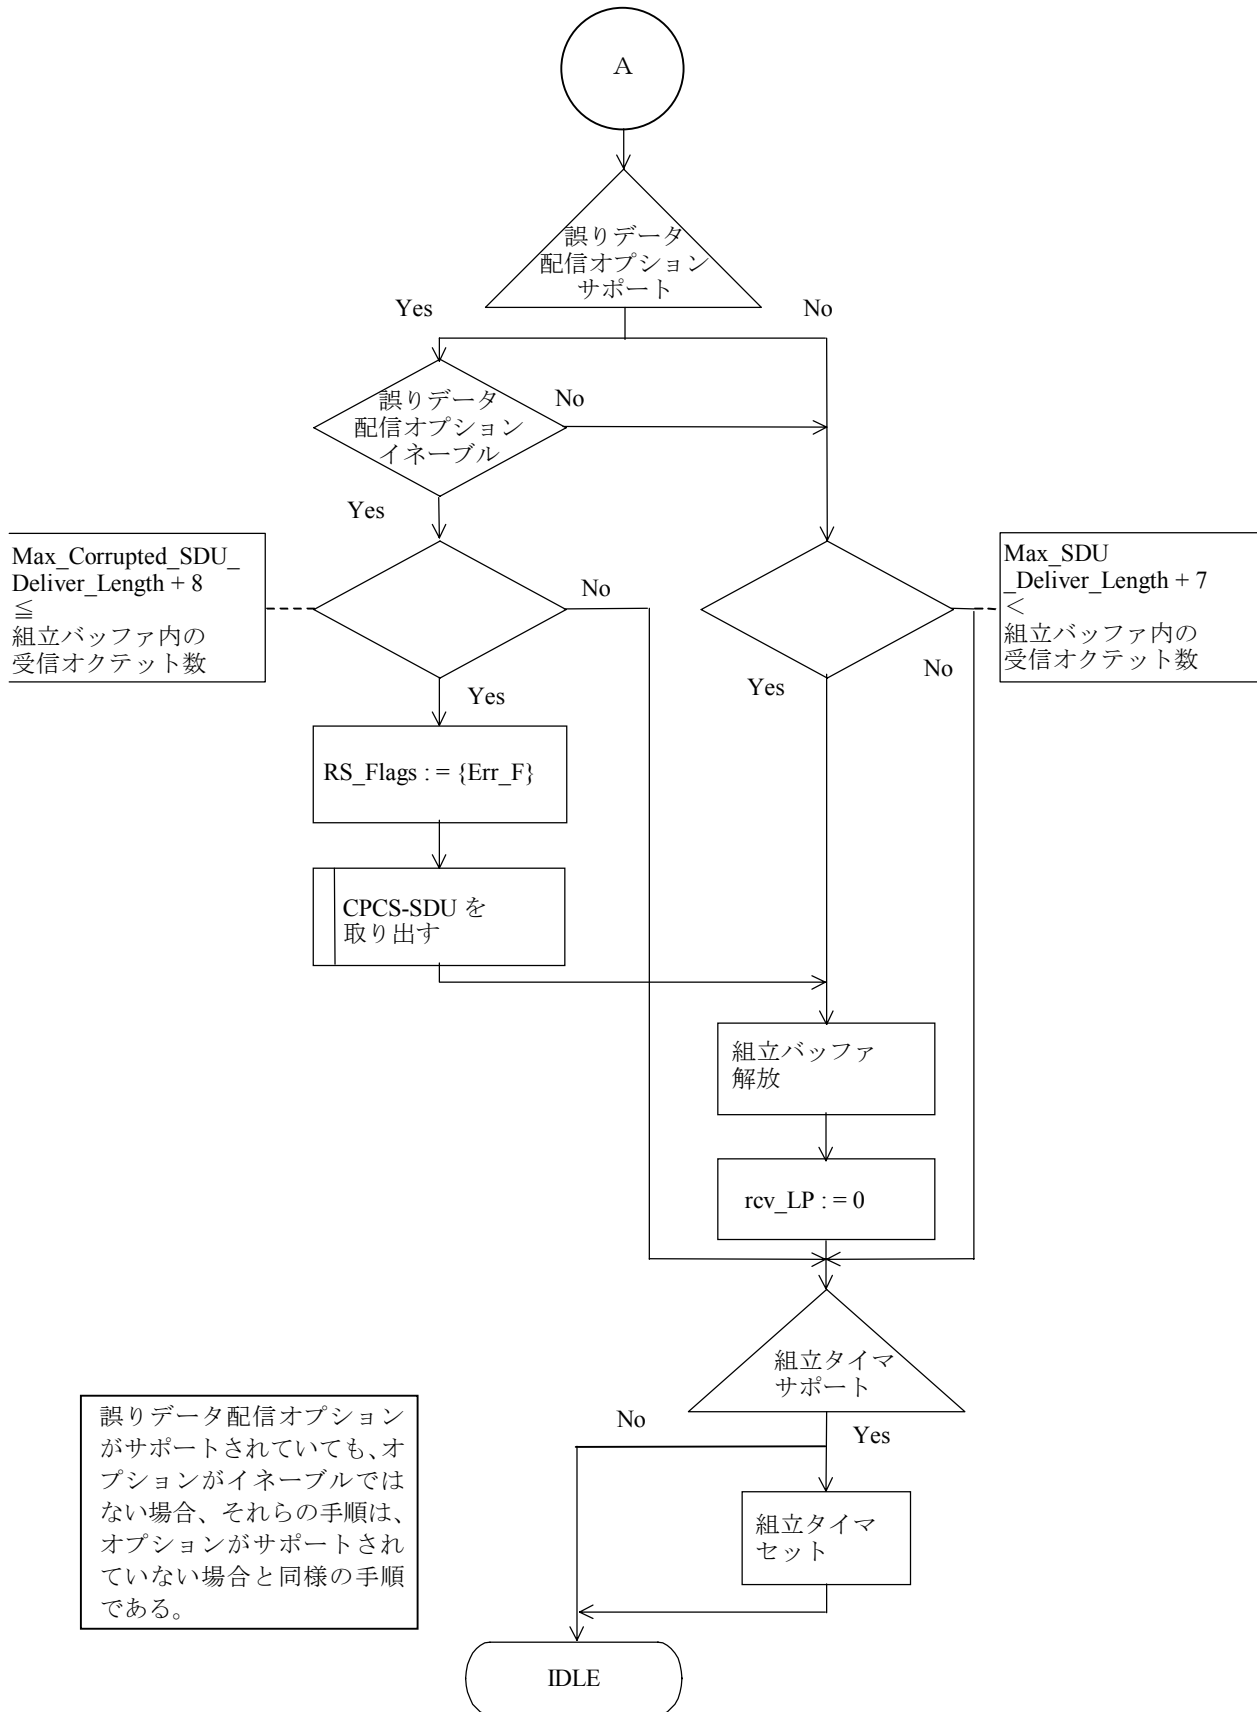 A
誤りデータ
配信オプション
サポート
Yes
No
誤りデータ
配信オプション
イネーブル
No
Yes
Max_Corrupted_SDU_
Deliver_Length + 8
≦
組立バッファ内の
受信オクテット数
No
Max_SDU
_Deliver_Length + 7
＜
組立バッファ内の
受信オクテット数
Yes
No
Yes
RS_Flags : = {Err_F}
CPCS-SDU を
取り出す
組立バッファ
解放
rcv_LP : = 0
組立タイマ
サポート
No
Yes
誤りデータ配信オプション
がサポートされていても、オ
プションがイネーブルでは
ない場合、それらの手順は、
オプションがサポートされ
ていない場合と同様の手順
である。
組立タイマ
セット
IDLE